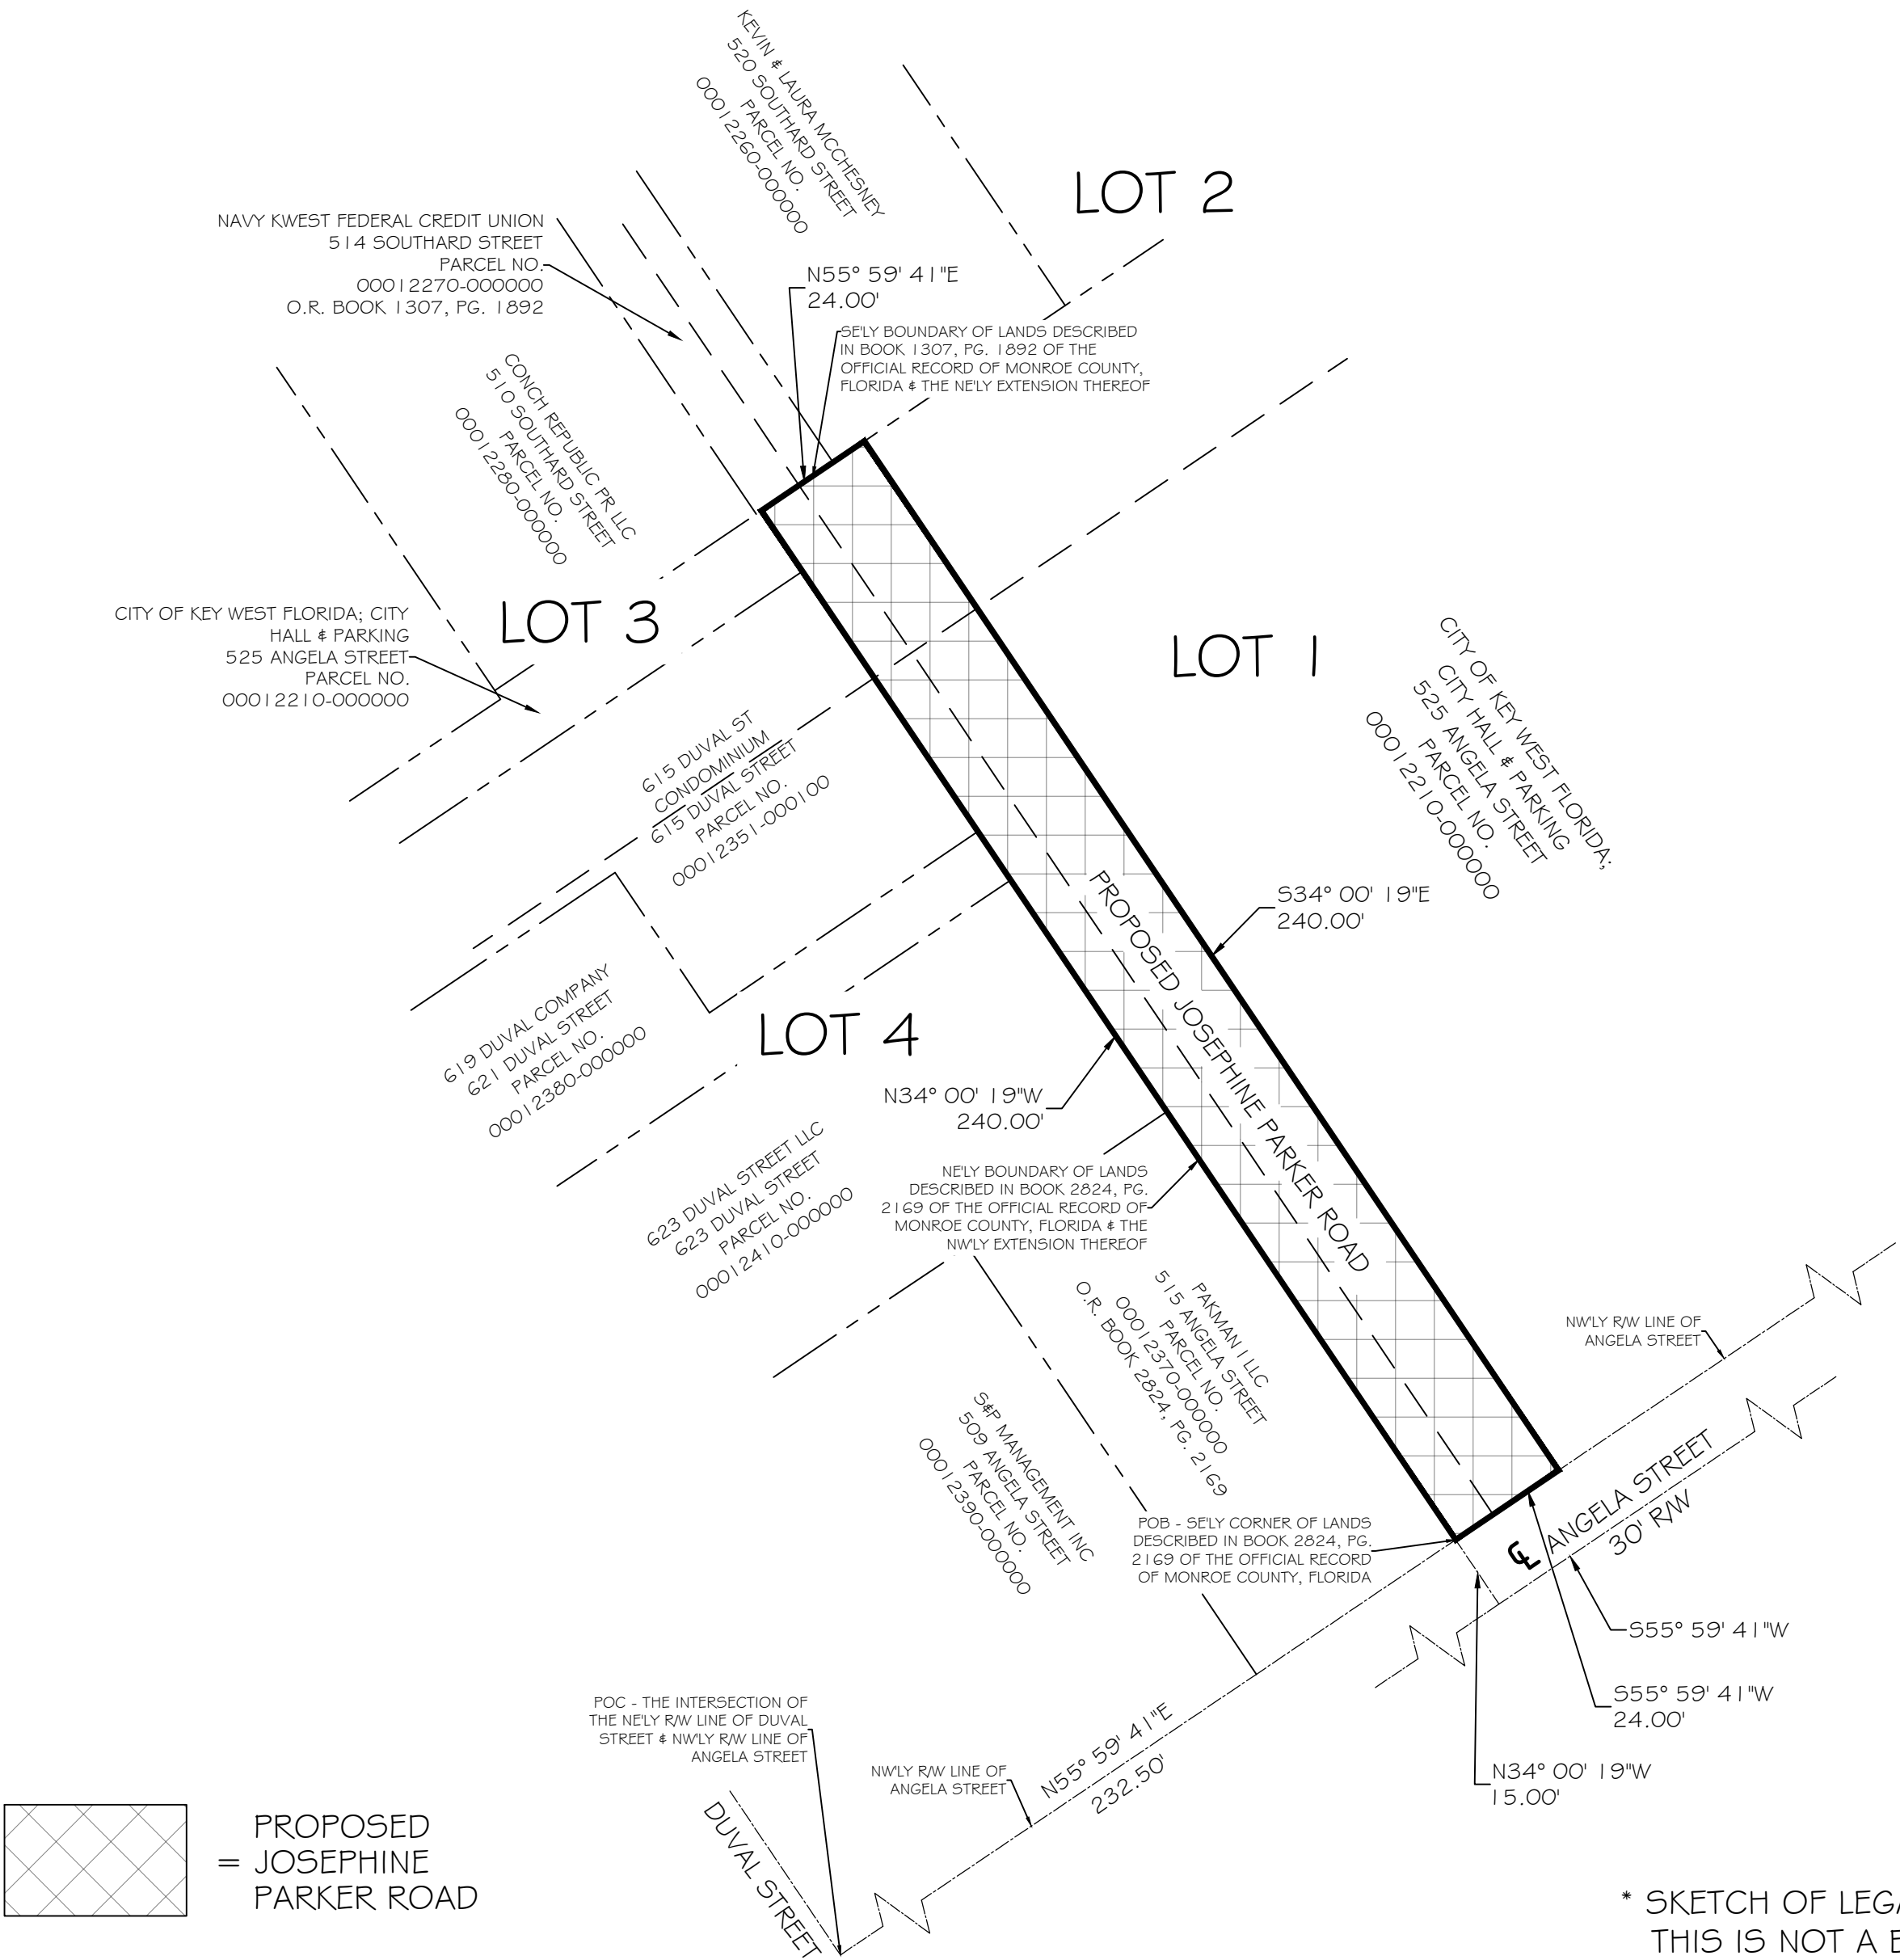 KEVIN & LAURA MCCHESNEY
520 SOUTHARD STREET
PARCEL NO.
00012260-000000
LOT 2
NAVY KWEST FEDERAL CREDIT UNION
514 SOUTHARD STREET
PARCEL NO.
00012270-000000
O.R. BOOK 1307, PG. 1892
N55° 59' 41"E
24.00'
SE'LY BOUNDARY OF LANDS DESCRIBED
IN BOOK 1307, PG. 1892 OF THE
OFFICIAL RECORD OF MONROE COUNTY,
FLORIDA & THE NE'LY EXTENSION THEREOF
CONCH REPUBLIC PR LLC
510 SOUTHARD STREET
PARCEL NO.
00012280-000000
LOT 3
CITY OF KEY WEST FLORIDA; CITY
HALL & PARKING
525 ANGELA STREET
PARCEL NO.
00012210-000000
LOT 1
CITY OF KEY WEST FLORIDA;
CITY HALL & PARKING
525 ANGELA STREET
PARCEL NO.
00012210-000000
615 DUVAL ST
CONDOMINIUM
615 DUVAL STREET
PARCEL NO.
00012351-000100
S34° 00' 19"E
240.00'
PROPOSED JOSEPHINE PARKER ROAD
619 DUVAL COMPANY
621 DUVAL STREET
PARCEL NO.
00012380-000000
LOT 4
N34° 00' 19"W
240.00'
623 DUVAL STREET LLC
623 DUVAL STREET
PARCEL NO.
00012410-000000
NE'LY BOUNDARY OF LANDS
DESCRIBED IN BOOK 2824, PG.
2169 OF THE OFFICIAL RECORD OF
MONROE COUNTY, FLORIDA & THE
NW'LY EXTENSION THEREOF
PAKMAN I LLC
515 ANGELA STREET
PARCEL NO.
00012370-000000
O.R. BOOK 2824, PG. 2169
NW'LY R/W LINE OF
ANGELA STREET
S&P MANAGEMENT INC
509 ANGELA STREET
PARCEL NO.
00012390-000000
POB - SE'LY CORNER OF LANDS
DESCRIBED IN BOOK 2824, PG.
2169 OF THE OFFICIAL RECORD
OF MONROE COUNTY, FLORIDA
℄ ANGELA STREET
30' R/W
S55° 59' 41"W
S55° 59' 41"W
24.00'
N34° 00' 19"W
15.00'
POC - THE INTERSECTION OF
THE NE'LY R/W LINE OF DUVAL
STREET & NW'LY R/W LINE OF
ANGELA STREET
NW'LY R/W LINE OF
ANGELA STREET
N55° 59' 41"E
232.50'
DUVAL STREET
PROPOSED
= JOSEPHINE
PARKER ROAD
* SKETCH OF LEGA
THIS IS NOT A